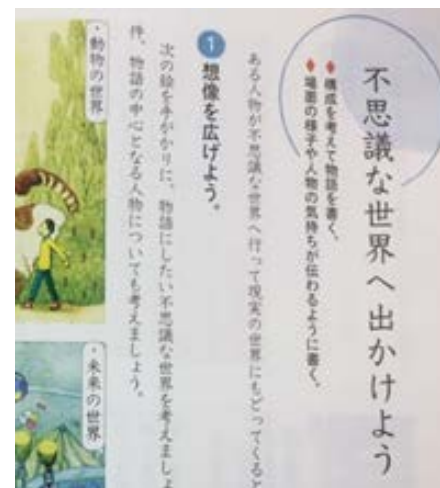 不思議な世界へ出かけよう
◆構成を考えて物語を書く。
◆場面の様子や人物の気持ちが伝わるように書く。
ある人物が不思議な世界へ行って現実の世界にもどってくると
1 想像を広げよう。
次の絵を手がかりに、物語にしたい不思議な世界を考えましょ
件、物語の中心となる人物についても考えましょう。
・動物の世界
・未来の世界